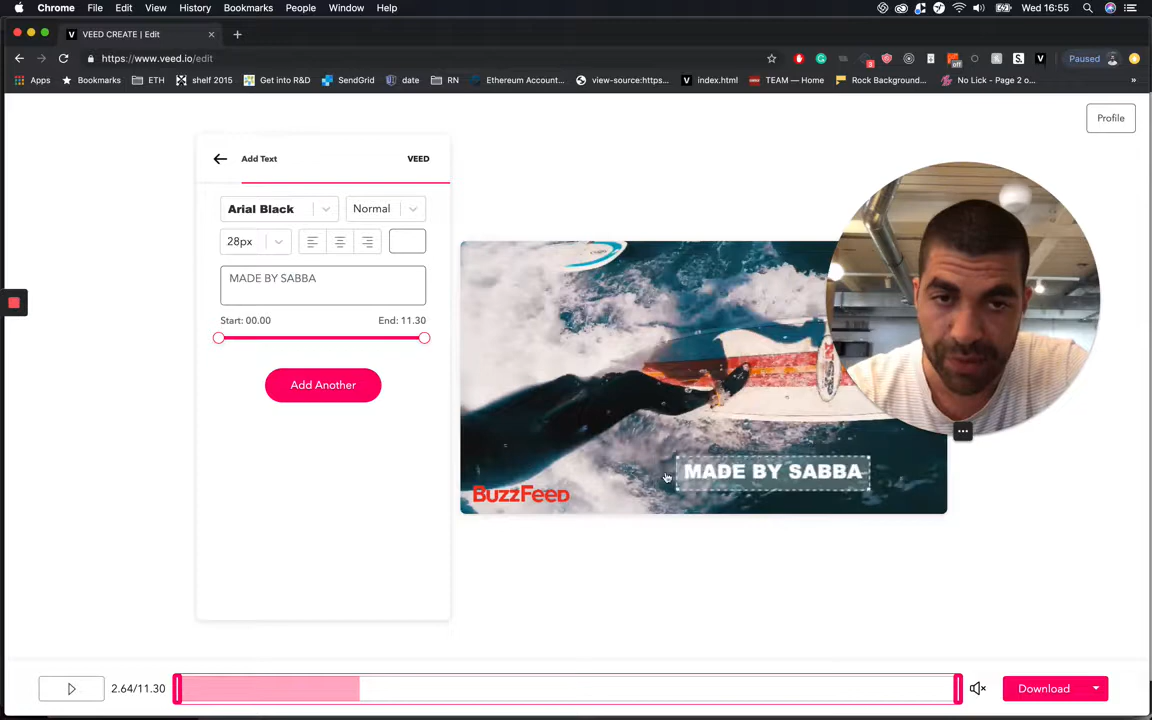 Chrome File Edit View History Bookmarks People Window Help Wed 16:55
VEED CREATE | Edit
https://www.veed.io/edit Paused
Apps Bookmarks ETH shelf 2015 Get into R&D SendGrid date RN Ethereum Account... view-source:https... index.html TEAM — Home Rock Background... No Lick - Page 2 o... »
Profile
Add Text VEED
Arial Black Normal
28px
MADE BY SABBA
Start: 00.00 End: 11.30
Add Another
MADE BY SABBA
BuzzFeed
2.64/11.30 Download